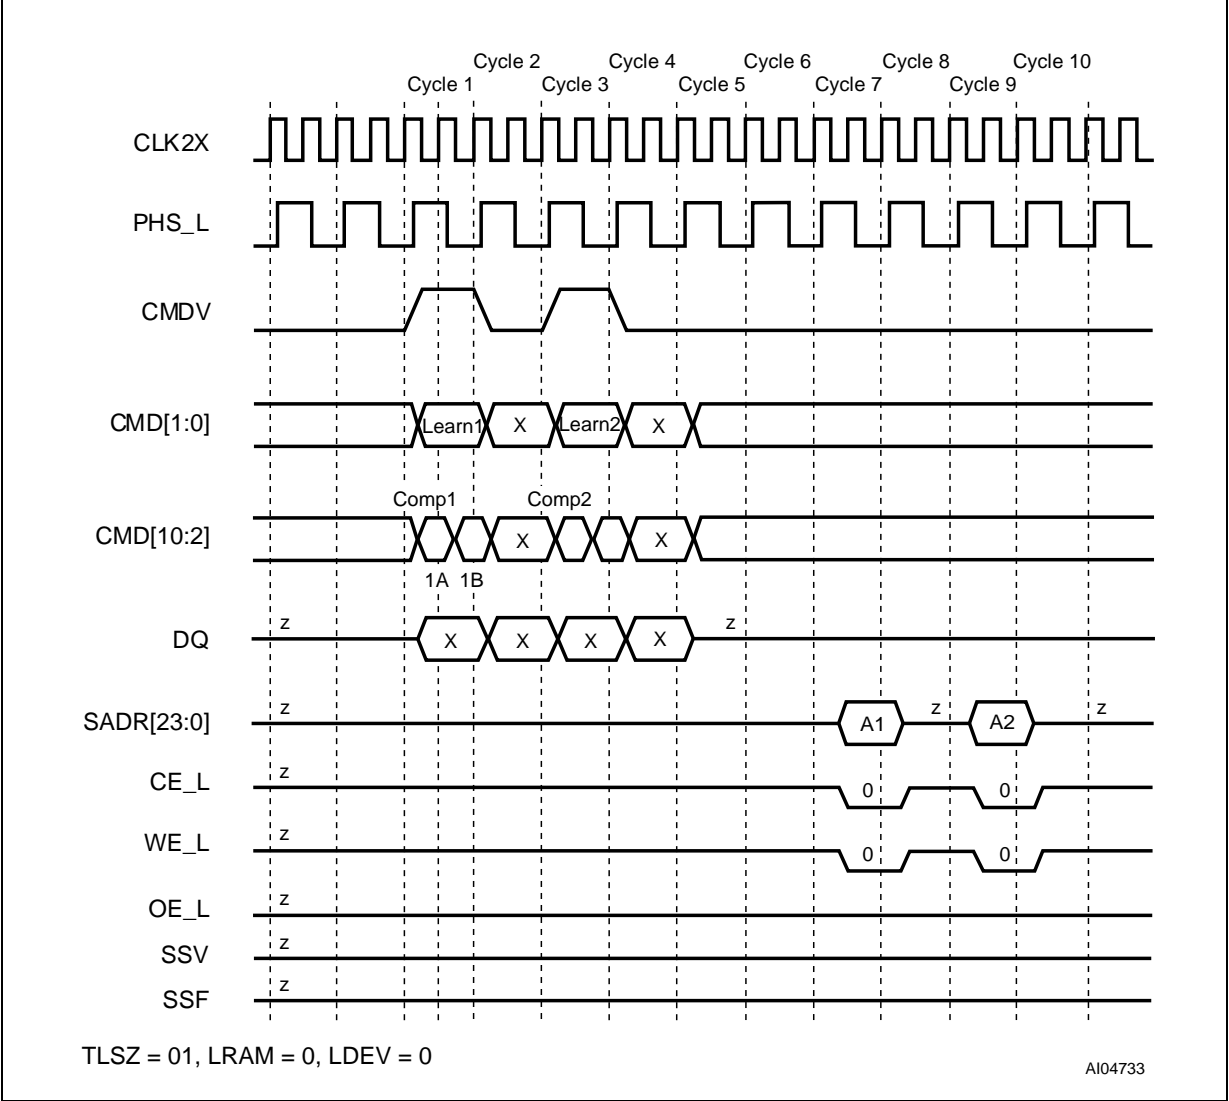 Cycle 2 Cycle 4 Cycle 6 Cycle 8 Cycle 10
Cycle 1 Cycle 3 Cycle 5 Cycle 7 Cycle 9
CLK2X
PHS_L
CMDV
CMD[1:0] Learn1 X Learn2 X
Comp1 Comp2
CMD[10:2] X X
1A 1B
DQ z X X X X z
SADR[23:0] z A1 z A2 z
CE_L z 0 0
WE_L z 0 0
OE_L z
SSV z
SSF z
TLSZ = 01, LRAM = 0, LDEV = 0
AI04733